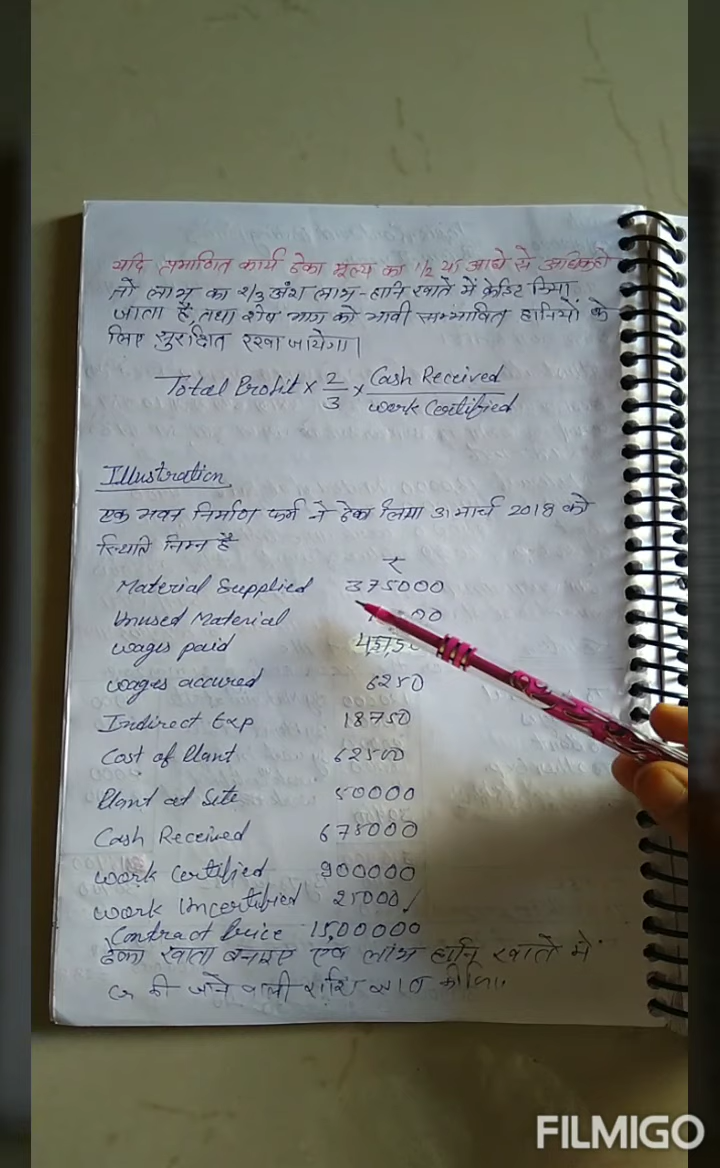 यदि प्रमाणित कार्य ठेका मूल्य का 1/2 या आधे से अधिक हो
तो लाभ का 2/3 अंश लाभ-हानि खाते में क्रेडिट किया
जाता है, तथा शेष भाग को भावी सम्भावित हानियों के
लिए सुरक्षित रखा जायेगा।
Total Profit × 2/3 × Cash Received / work Certified
Illustration
एक भवन निर्माण फर्म ने ठेका लिया 31 मार्च 2018 को
स्थिति निम्न है
₹
Material Supplied 375000
Unused Material
wages paid
wages accured 6250
Indirect Exp 18750
Cost of Plant 62500
Plant at Site 50000
Cash Received 675000
work Certified 900000
work Uncertified 25000
Contract Price 15,00000
ठेका खाता बनाइए एवं लाभ हानि खाते में
Cr की जाने वाली राशि ज्ञात कीजिए
FILMIGO